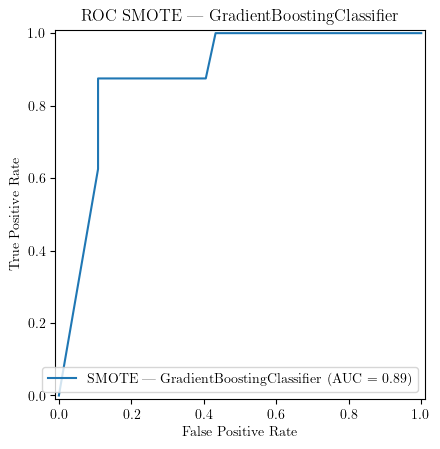 ROC SMOTE — GradientBoostingClassifier
1.0
0.8
0.6
0.4
0.2
0.0
True Positive Rate
SMOTE — GradientBoostingClassifier (AUC = 0.89)
0.0 0.2 0.4 0.6 0.8 1.0
False Positive Rate